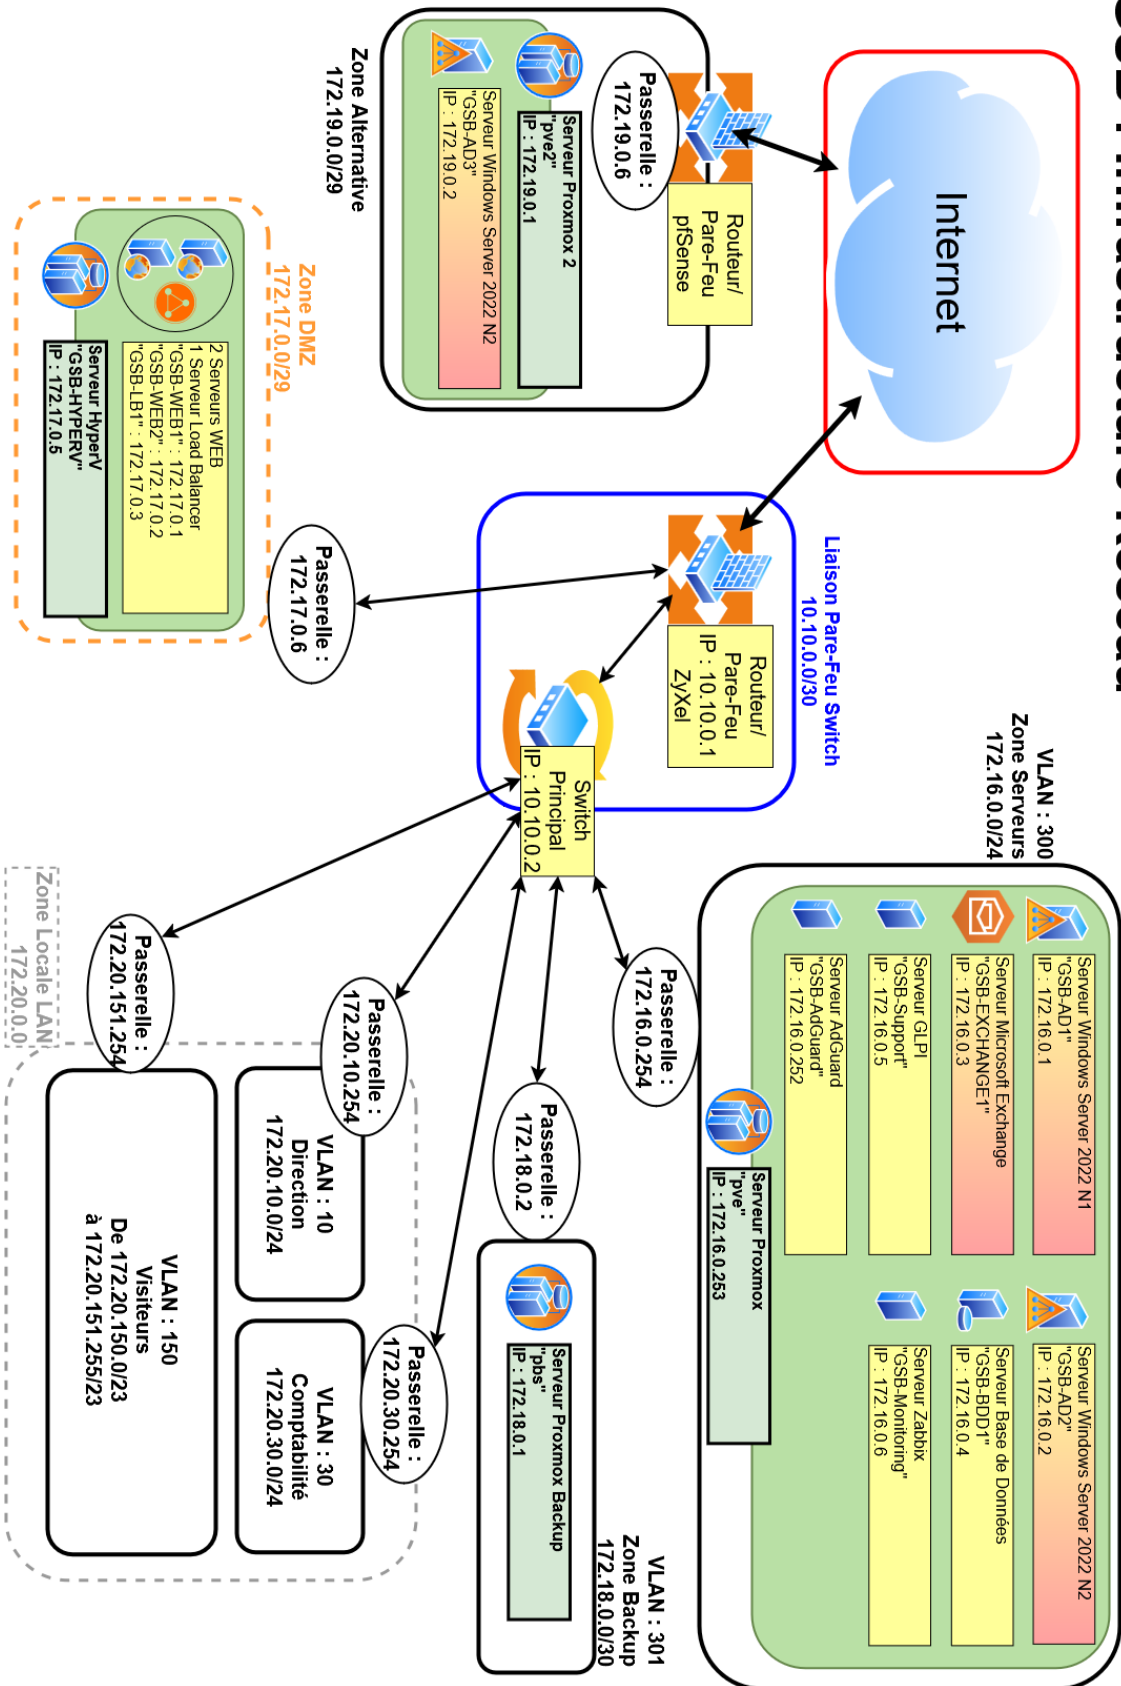 Internet
Routeur/
Pare-Feu
pfSense
Passerelle :
172.19.0.6
Serveur Proxmox 2
"pve2"
IP : 172.19.0.1
Serveur Windows Server 2022 N2
"GSB-AD3"
IP : 172.19.0.2
Zone Alternative
172.19.0.0/29
Liaison Pare-Feu Switch
10.10.0.0/30
Routeur/
Pare-Feu
IP : 10.10.0.1
ZyXel
Switch
Principal
IP : 10.10.0.2
Zone DMZ
172.17.0.0/29
Passerelle :
172.17.0.6
2 Serveurs WEB
1 Serveur Load Balancer
"GSB-WEB1" : 172.17.0.1
"GSB-WEB2" : 172.17.0.2
"GSB-LB1" : 172.17.0.3
Serveur HyperV
"GSB-HYPERV"
IP : 172.17.0.5
VLAN : 300
Zone Serveurs
172.16.0.0/24
Serveur Windows Server 2022 N1
"GSB-AD1"
IP : 172.16.0.1
Serveur Windows Server 2022 N2
"GSB-AD2"
IP : 172.16.0.2
Serveur Microsoft Exchange
"GSB-EXCHANGE1"
IP : 172.16.0.3
Serveur Base de Données
"GSB-BDD1"
IP : 172.16.0.4
Serveur GLPI
"GSB-Support"
IP : 172.16.0.5
Serveur Zabbix
"GSB-Monitoring"
IP : 172.16.0.6
Serveur AdGuard
"GSB-AdGuard"
IP : 172.16.0.252
Serveur Proxmox
"pve"
IP : 172.16.0.253
Passerelle :
172.16.0.254
Passerelle :
172.18.0.2
VLAN : 301
Zone Backup
172.18.0.0/30
Serveur Proxmox Backup
"pbs"
IP : 172.18.0.1
Passerelle :
172.20.30.254
Passerelle :
172.20.10.254
Passerelle :
172.20.151.254
VLAN : 10
Direction
172.20.10.0/24
VLAN : 30
Comptabilité
172.20.30.0/24
VLAN : 150
Visiteurs
De 172.20.150.0/23
à 172.20.151.255/23
Zone Locale LAN
172.20.0.0